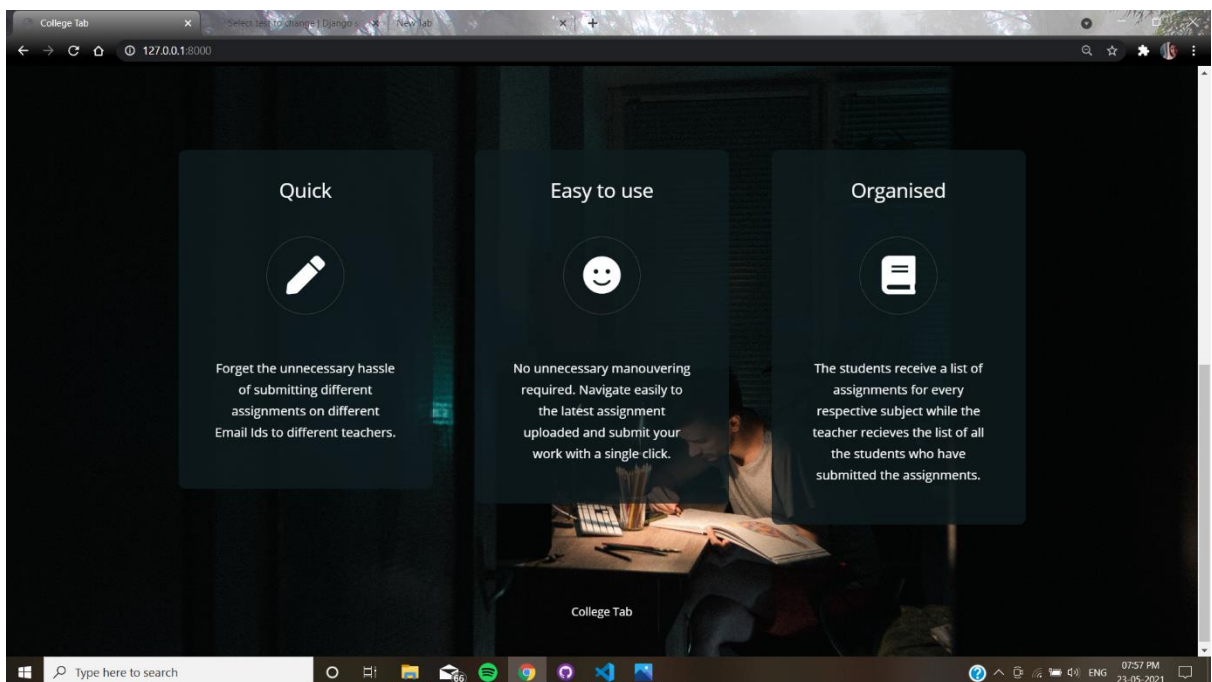 College Tab
Select test to change | Django s
New Tab
127.0.0.1:8000
Quick
Easy to use
Organised
Forget the unnecessary hassle
of submitting different
assignments on different
Email Ids to different teachers.
No unnecessary manouvering
required. Navigate easily to
the latest assignment
uploaded and submit your
work with a single click.
The students receive a list of
assignments for every
respective subject while the
teacher recieves the list of all
the students who have
submitted the assignments.
College Tab
Type here to search
66
ENG
07:57 PM
23-05-2021